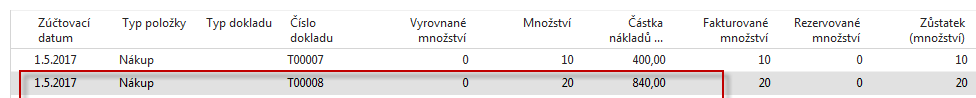 Zúčtovací datum Typ položky Typ dokladu Číslo dokladu Vyrovnané množství Množství Částka nákladů ... Fakturované množství Rezervované množství Zůstatek (množství)
1.5.2017 Nákup T00007 0 10 400,00 10 0 10
1.5.2017 Nákup T00008 0 20 840,00 20 0 20